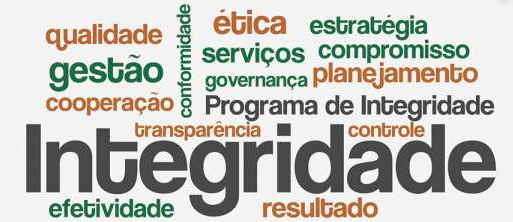 qualidade
conformidade
ética
estratégia
gestão
serviços
compromisso
governança
planejamento
cooperação
Programa de Integridade
transparência
controle
Integridade
efetividade
resultado